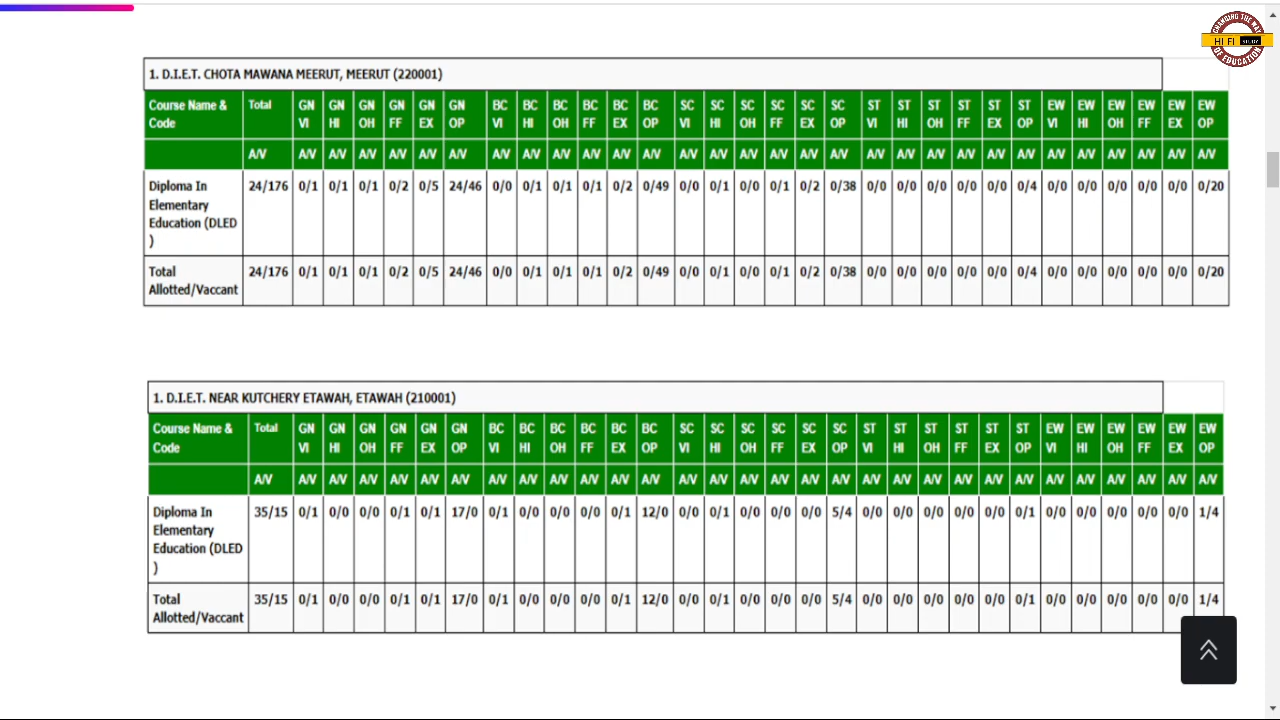 CHANGING THE WAY
HI FI STUDY
OF EDUCATION
1. D.I.E.T. CHOTA MAWANA MEERUT, MEERUT (220001)
Course Name & Total GN GN GN GN GN GN BC BC BC BC BC BC SC SC SC SC SC SC ST ST ST ST ST ST EW EW EW EW EW EW
Code VI HI OH FF EX OP VI HI OH FF EX OP VI HI OH FF EX OP VI HI OH FF EX OP VI HI OH FF EX OP
A/V A/V A/V A/V A/V A/V A/V A/V A/V A/V A/V A/V A/V A/V A/V A/V A/V A/V A/V A/V A/V A/V A/V A/V A/V A/V A/V A/V A/V A/V A/V
Diploma In 24/176 0/1 0/1 0/1 0/2 0/5 24/46 0/0 0/1 0/1 0/1 0/2 0/49 0/0 0/1 0/0 0/1 0/2 0/38 0/0 0/0 0/0 0/0 0/0 0/4 0/0 0/0 0/0 0/0 0/0 0/20
Elementary
Education (DLED
)
Total 24/176 0/1 0/1 0/1 0/2 0/5 24/46 0/0 0/1 0/1 0/1 0/2 0/49 0/0 0/1 0/0 0/1 0/2 0/38 0/0 0/0 0/0 0/0 0/0 0/4 0/0 0/0 0/0 0/0 0/0 0/20
Allotted/Vaccant
1. D.I.E.T. NEAR KUTCHERY ETAWAH, ETAWAH (210001)
Course Name & Total GN GN GN GN GN GN BC BC BC BC BC BC SC SC SC SC SC SC ST ST ST ST ST ST EW EW EW EW EW EW
Code VI HI OH FF EX OP VI HI OH FF EX OP VI HI OH FF EX OP VI HI OH FF EX OP VI HI OH FF EX OP
A/V A/V A/V A/V A/V A/V A/V A/V A/V A/V A/V A/V A/V A/V A/V A/V A/V A/V A/V A/V A/V A/V A/V A/V A/V A/V A/V A/V A/V A/V A/V
Diploma In 35/15 0/1 0/0 0/0 0/1 0/1 17/0 0/1 0/0 0/0 0/0 0/1 12/0 0/0 0/1 0/0 0/0 0/0 5/4 0/0 0/0 0/0 0/0 0/0 0/1 0/0 0/0 0/0 0/0 0/0 1/4
Elementary
Education (DLED
)
Total 35/15 0/1 0/0 0/0 0/1 0/1 17/0 0/1 0/0 0/0 0/0 0/1 12/0 0/0 0/1 0/0 0/0 0/0 5/4 0/0 0/0 0/0 0/0 0/0 0/1 0/0 0/0 0/0 0/0 0/0 1/4
Allotted/Vaccant